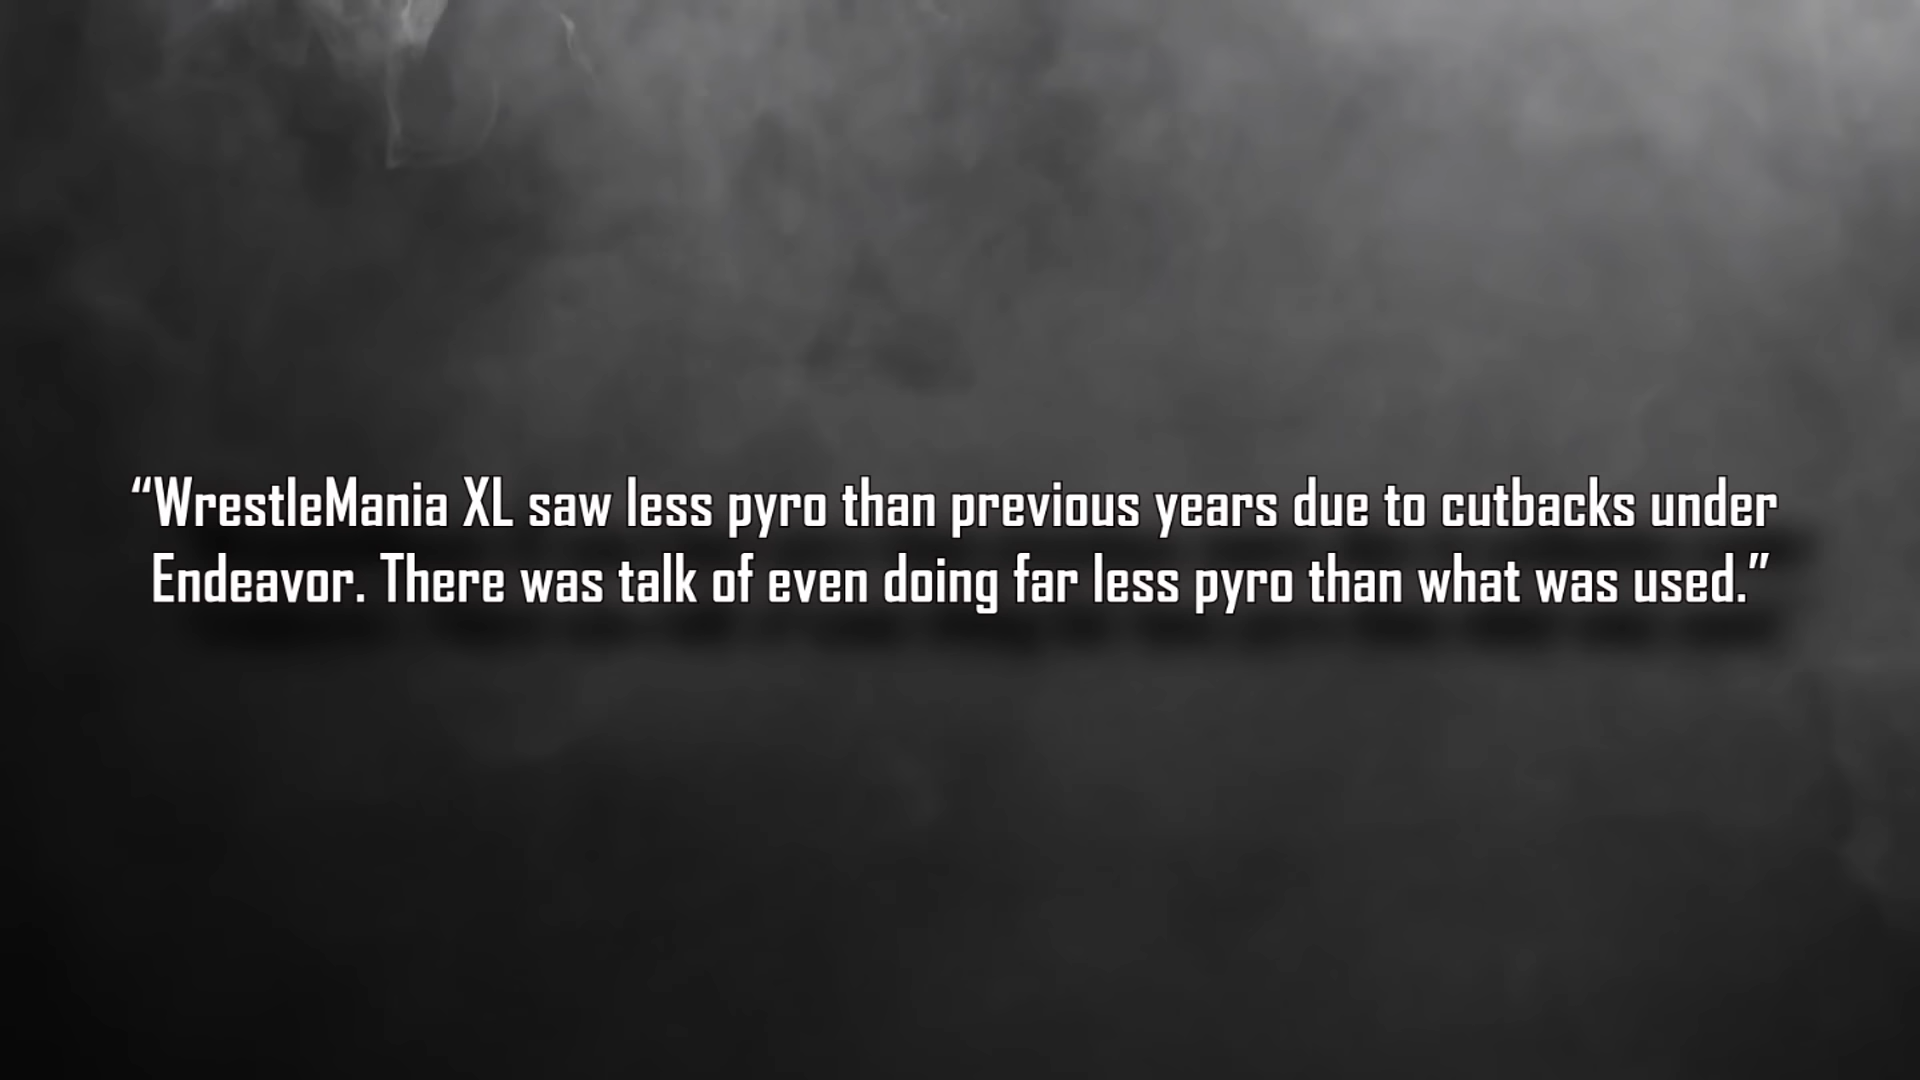 “WrestleMania XL saw less pyro than previous years due to cutbacks under
Endeavor. There was talk of even doing far less pyro than what was used.”